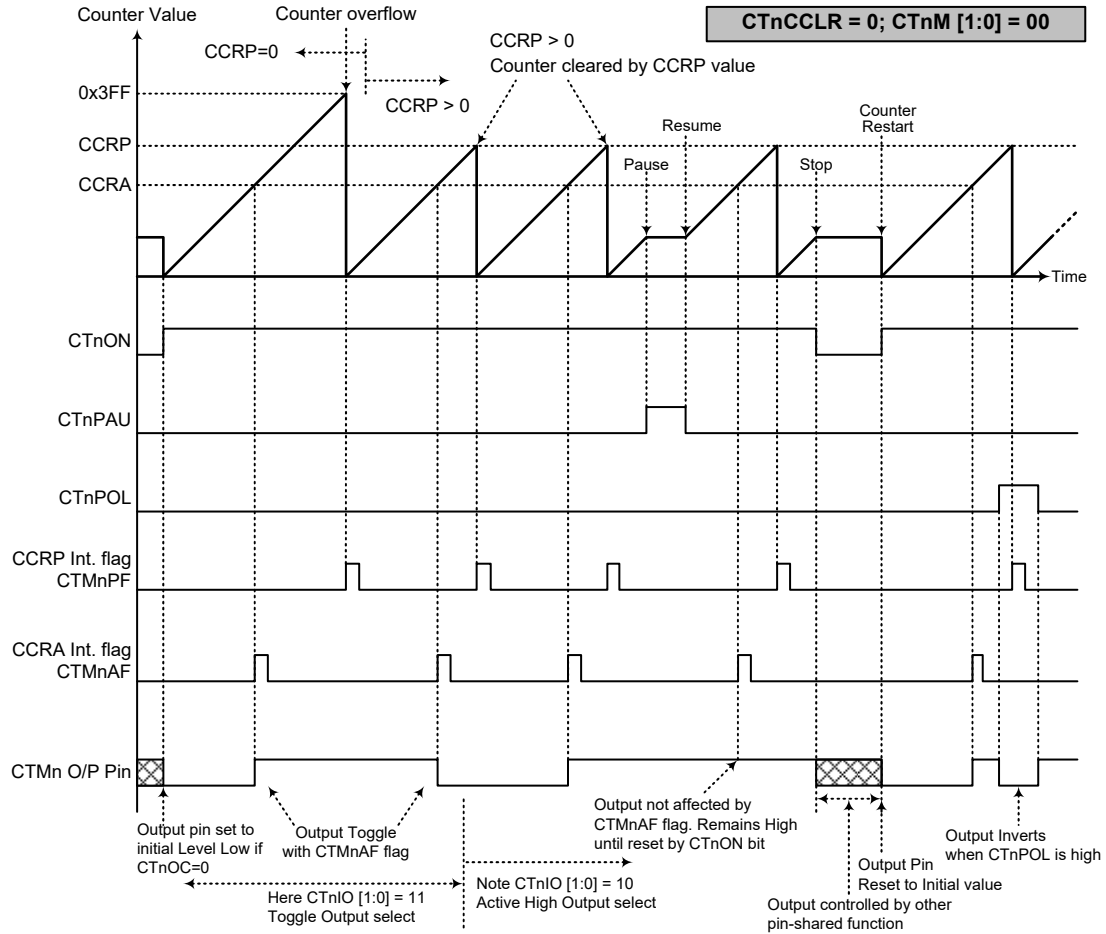 Counter Value
Counter overflow
CTnCCLR = 0; CTnM [1:0] = 00
CCRP=0
CCRP > 0
CCRP > 0
Counter cleared by CCRP value
0x3FF
CCRP
CCRA
Pause
Resume
Stop
Counter
Restart
Time
CTnON
CTnPAU
CTnPOL
CCRP Int. flag
CTMnPF
CCRA Int. flag
CTMnAF
CTMn O/P Pin
Output pin set to
initial Level Low if
CTnOC=0
Output Toggle
with CTMnAF flag
Here CTnIO [1:0] = 11
Toggle Output select
Note CTnIO [1:0] = 10
Active High Output select
Output not affected by
CTMnAF flag. Remains High
until reset by CTnON bit
Output Pin
Reset to Initial value
Output controlled by other
pin-shared function
Output Inverts
when CTnPOL is high